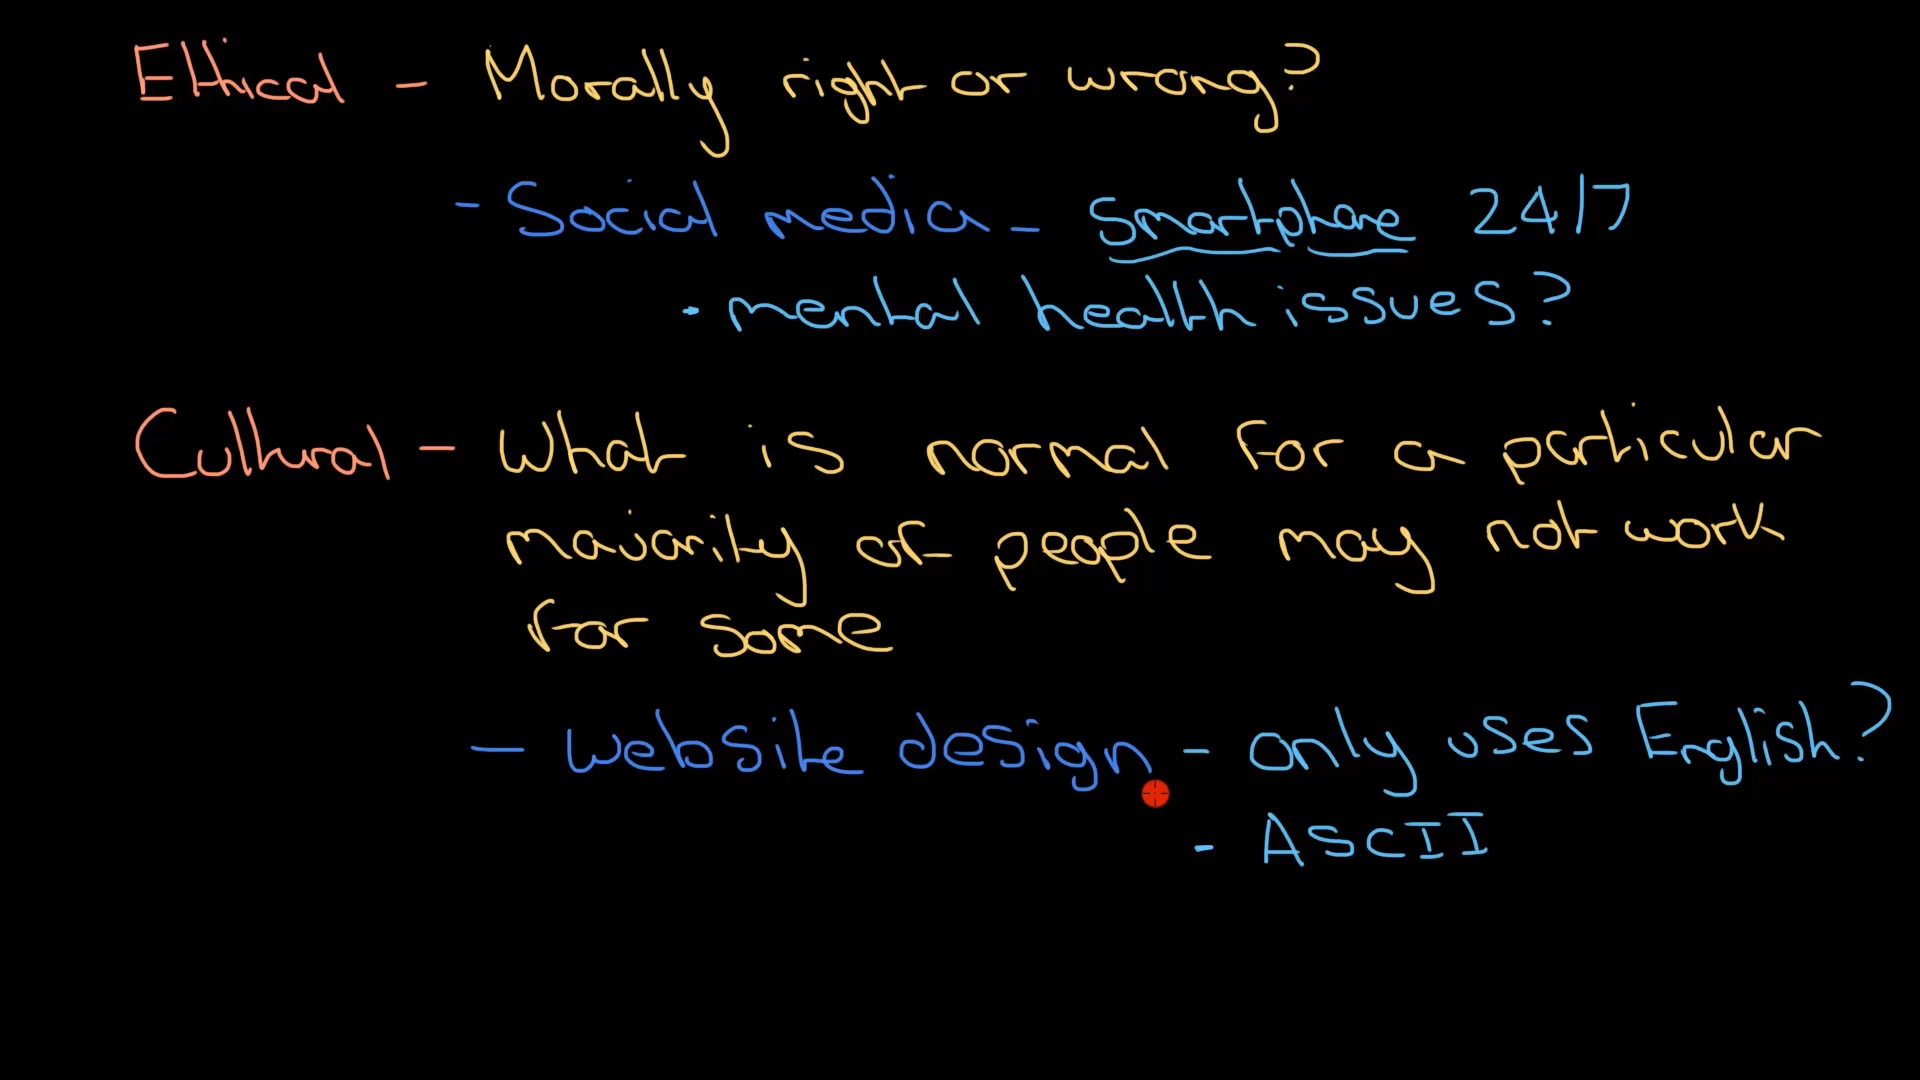 Ethical - Morally right or wrong?
- Social media - smartphone 24/7
• mental health issues?
Cultural - What is normal for a particular
majority of people may not work
for some
- website design - only uses English?
- ASCII